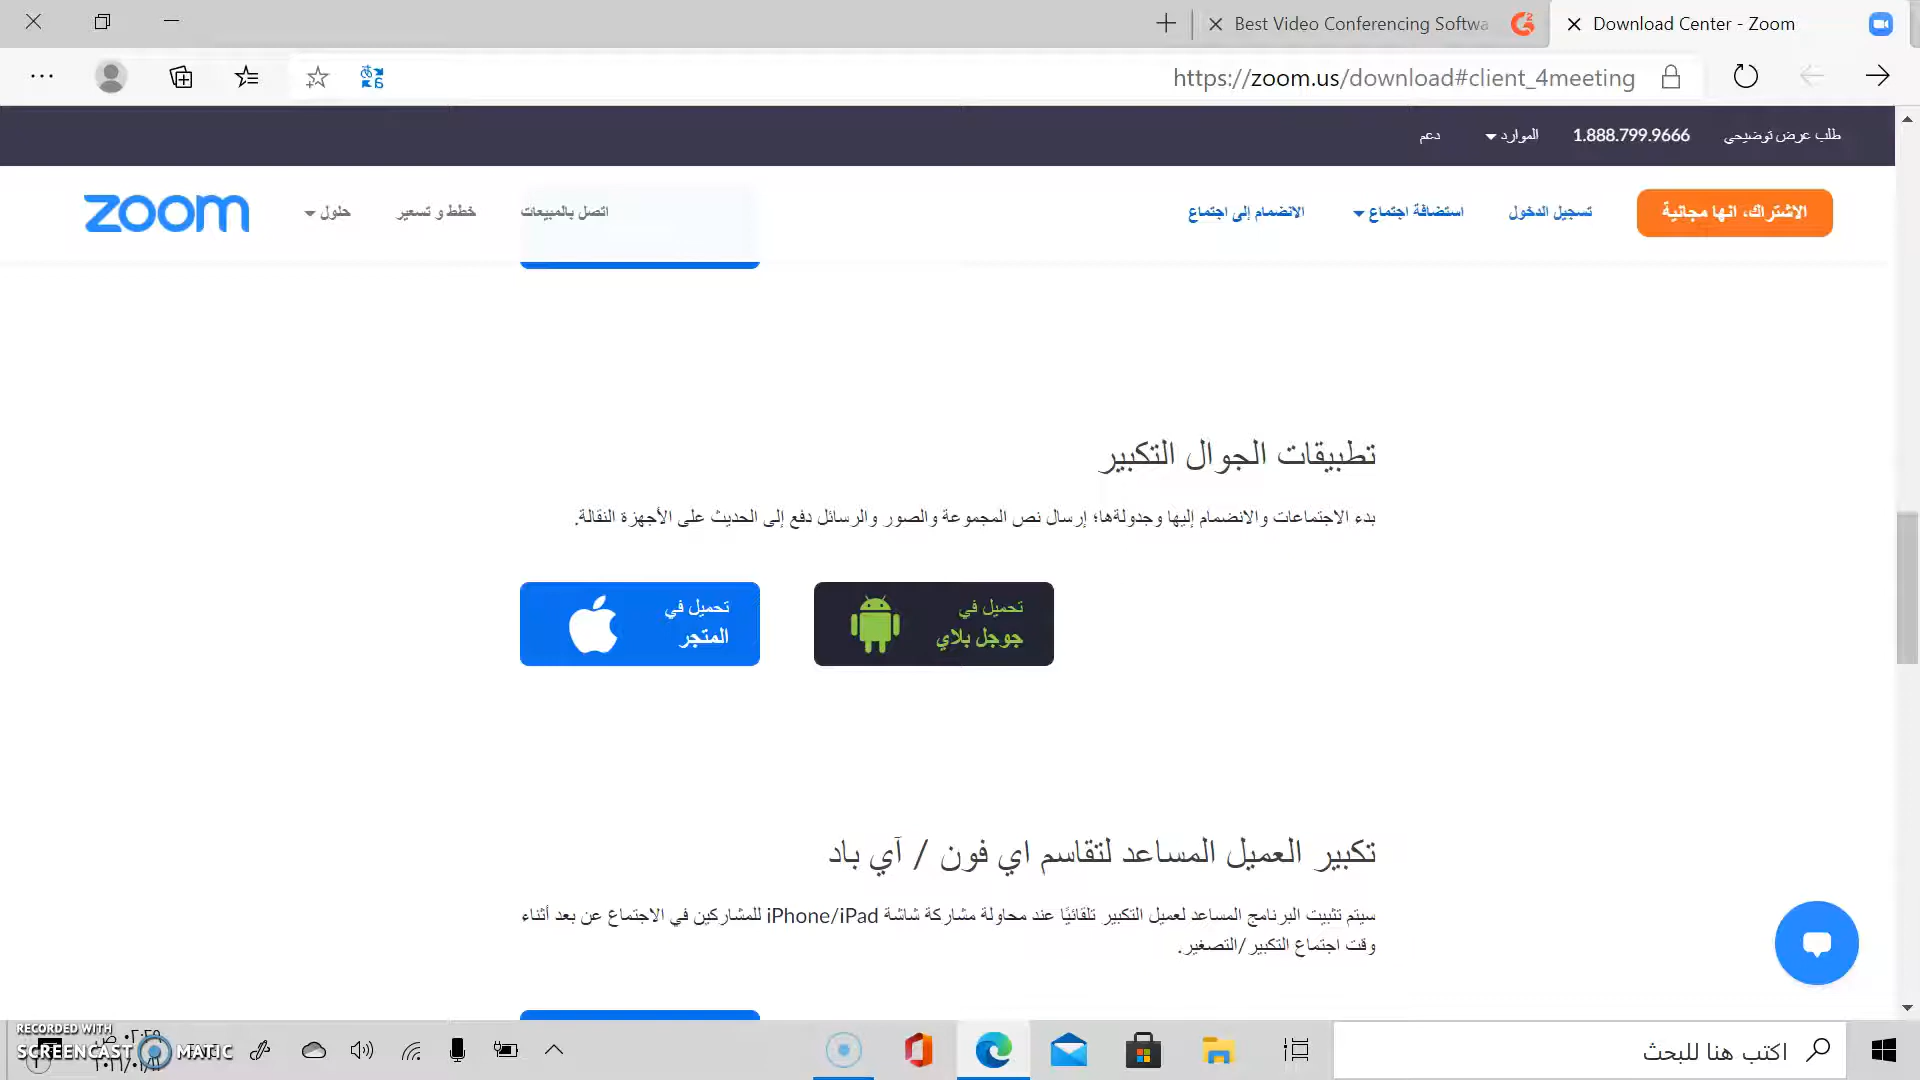 Best Video Conferencing Softwa
Download Center - Zoom
https://zoom.us/download#client_4meeting
طلب عرض توضيحي
1.888.799.9666
الموارد
دعم
zoom
حلول
خطط و تسعير
اتصل بالمبيعات
الانضمام إلى اجتماع
استضافة اجتماع
تسجيل الدخول
الاشتراك، انها مجانية
تطبيقات الجوال التكبير
بدء الاجتماعات والانضمام إليها وجدولةها؛ إرسال نص المجموعة والصور والرسائل دفع إلى الحديث على الأجهزة النقالة.
تحميل في
المتجر
تحميل في
جوجل بلاي
تكبير العميل المساعد لتقاسم اي فون / آي باد
سيتم تثبيت البرنامج المساعد لعميل التكبير تلقائيًا عند محاولة مشاركة شاشة iPhone/iPad للمشاركين في الاجتماع عن بعد أثناء
وقت اجتماع التكبير/التصغير.
اكتب هنا للبحث
RECORDED WITH
SCREENCAST MATIC